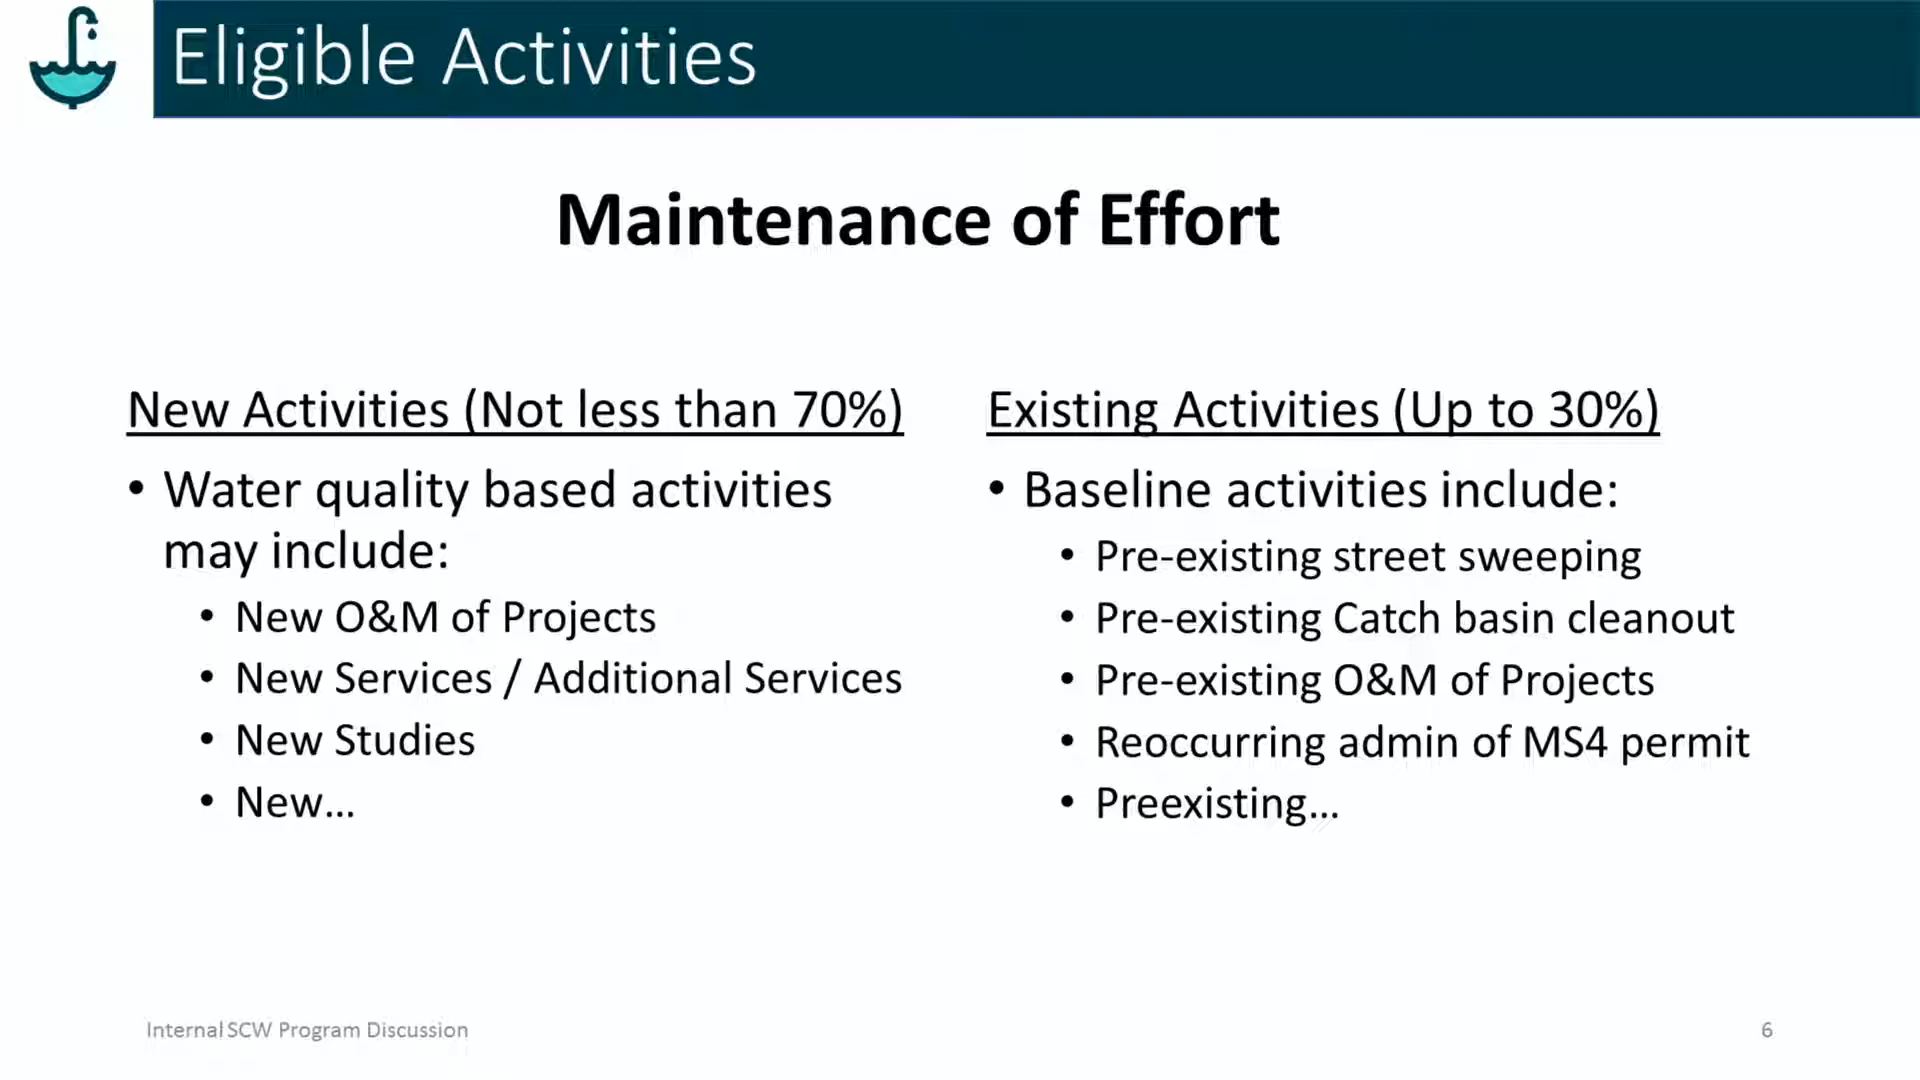 Eligible Activities
Maintenance of Effort
New Activities (Not less than 70%)
• Water quality based activities
may include:
• New O&M of Projects
• New Services / Additional Services
• New Studies
• New…
Existing Activities (Up to 30%)
• Baseline activities include:
• Pre-existing street sweeping
• Pre-existing Catch basin cleanout
• Pre-existing O&M of Projects
• Reoccurring admin of MS4 permit
• Preexisting…
Internal SCW Program Discussion
6